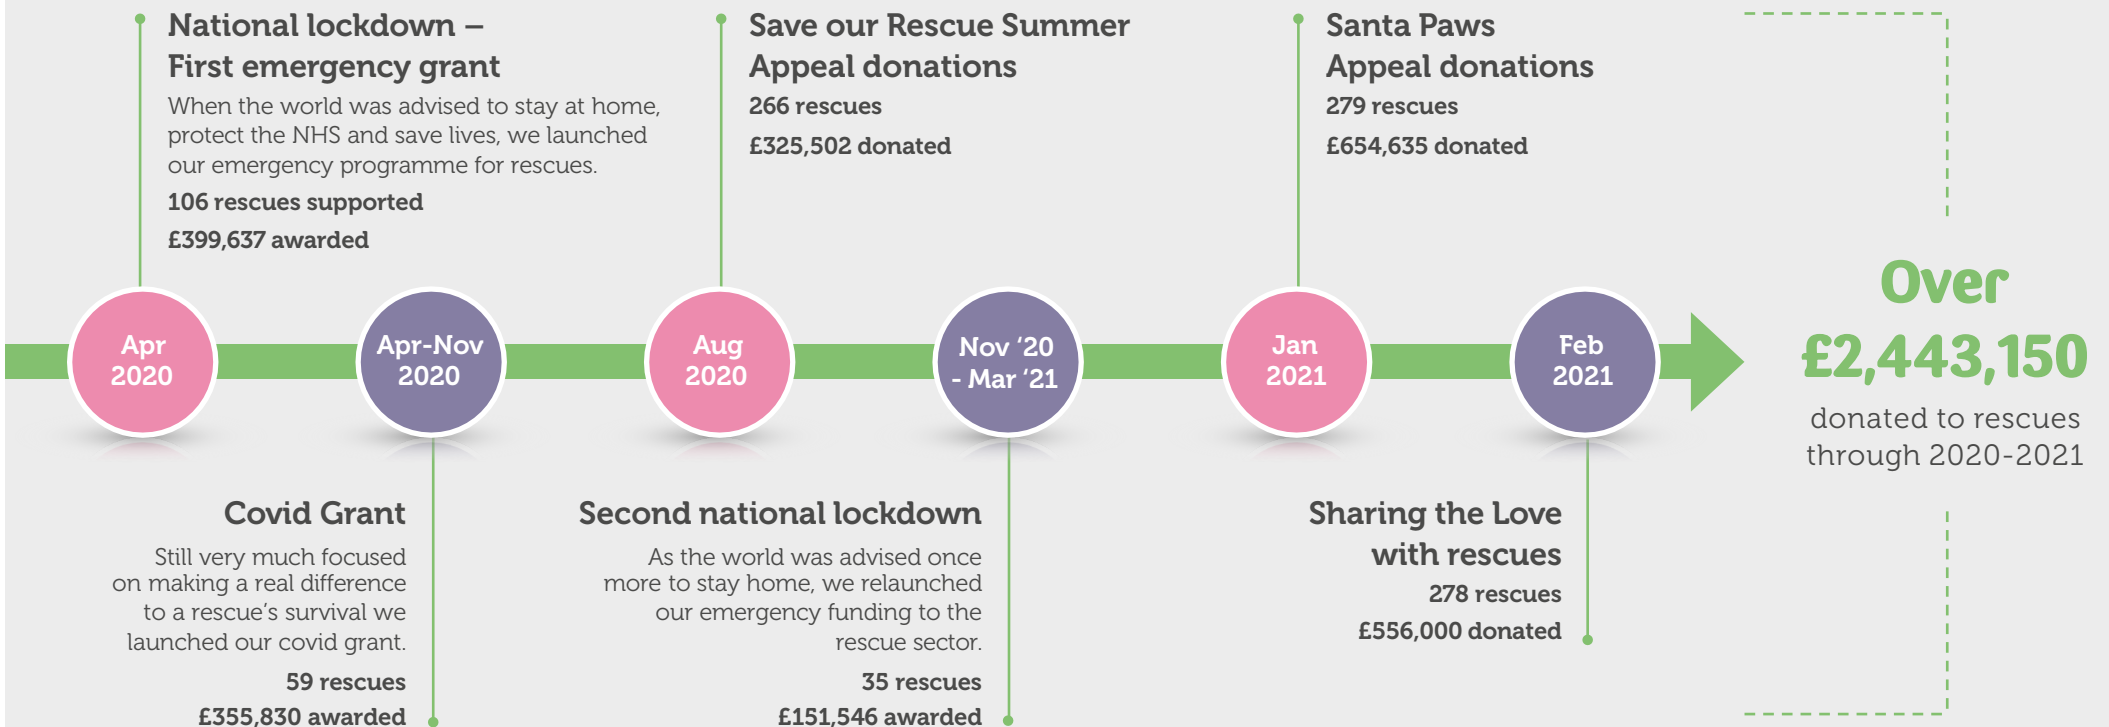 National lockdown –
First emergency grant
When the world was advised to stay at home,
protect the NHS and save lives, we launched
our emergency programme for rescues.
106 rescues supported
£399,637 awarded
Save our Rescue Summer
Appeal donations
266 rescues
£325,502 donated
Santa Paws
Appeal donations
279 rescues
£654,635 donated
Apr
2020
Apr-Nov
2020
Aug
2020
Nov ‘20
- Mar ‘21
Jan
2021
Feb
2021
Over
£2,443,150
donated to rescues
through 2020-2021
Covid Grant
Still very much focused
on making a real difference
to a rescue’s survival we
launched our covid grant.
59 rescues
£355,830 awarded
Second national lockdown
As the world was advised once
more to stay home, we relaunched
our emergency funding to the
rescue sector.
35 rescues
£151,546 awarded
Sharing the Love
with rescues
278 rescues
£556,000 donated